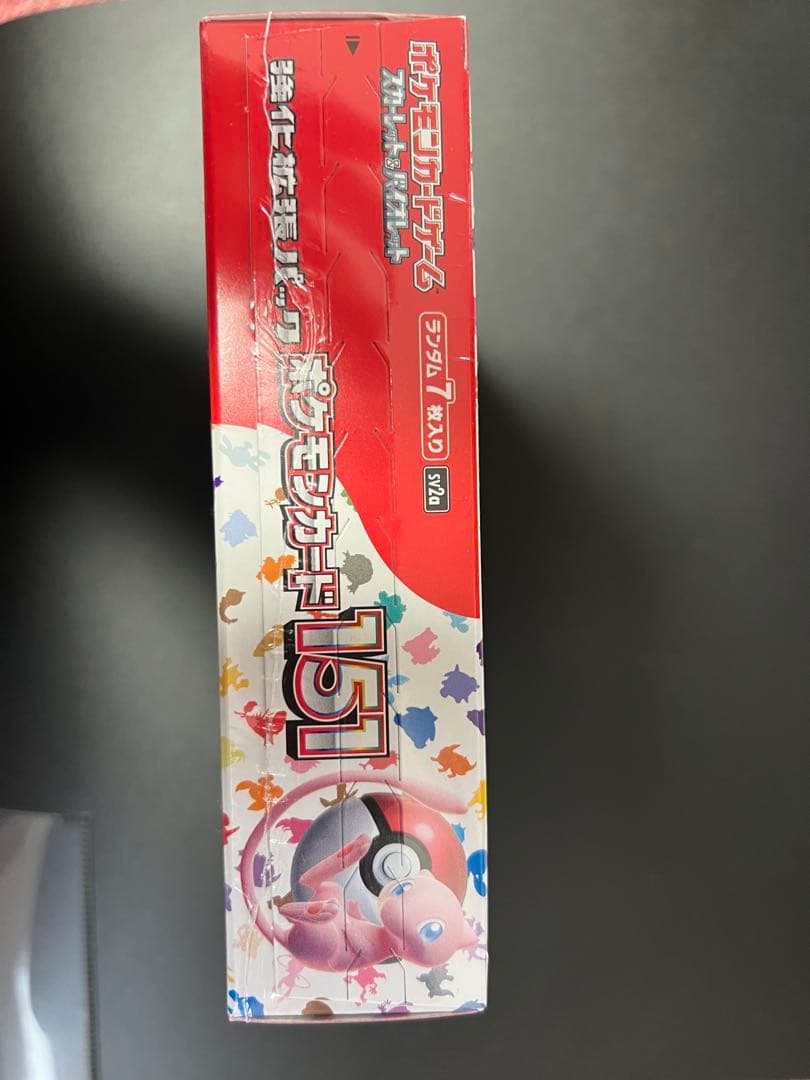 ポケモンカードゲーム
スカーレット&バイオレット
ランダム7枚入り
sv2a
強化拡張パック
ポケモンカード151